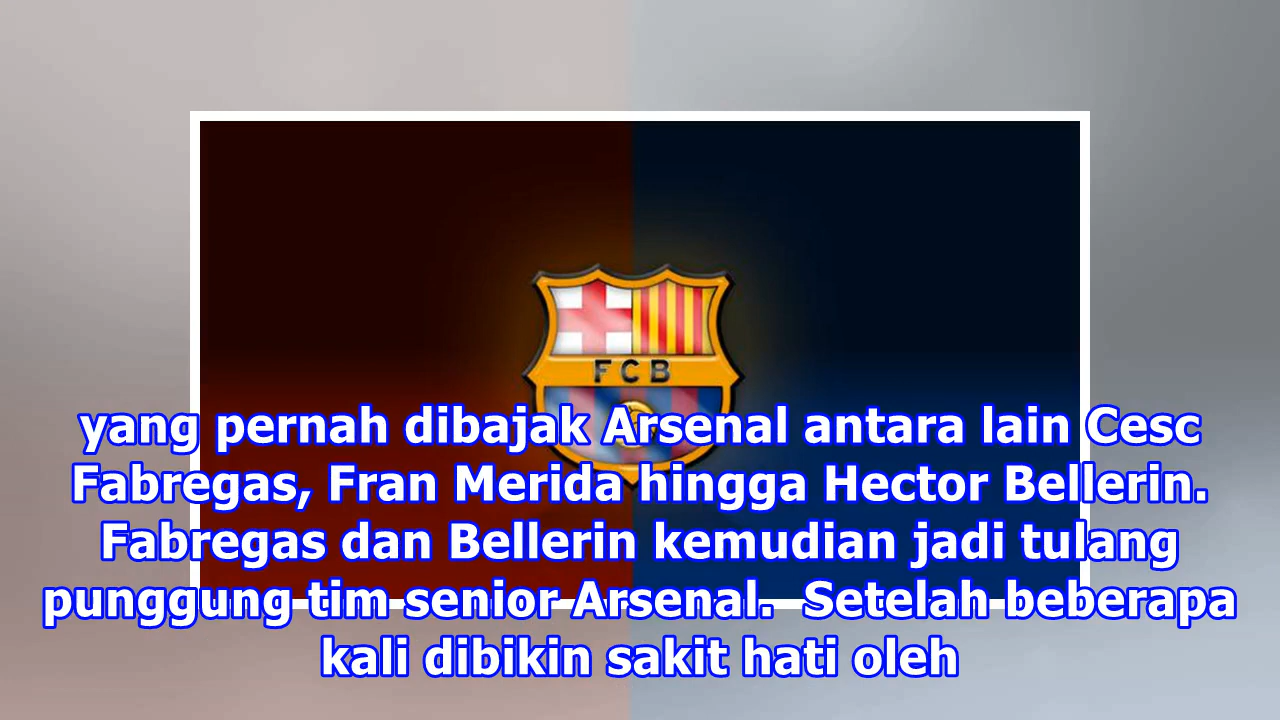 FCB
yang pernah dibajak Arsenal antara lain Cesc
Fabregas, Fran Merida hingga Hector Bellerin.
Fabregas dan Bellerin kemudian jadi tulang
punggung tim senior Arsenal. Setelah beberapa
kali dibikin sakit hati oleh